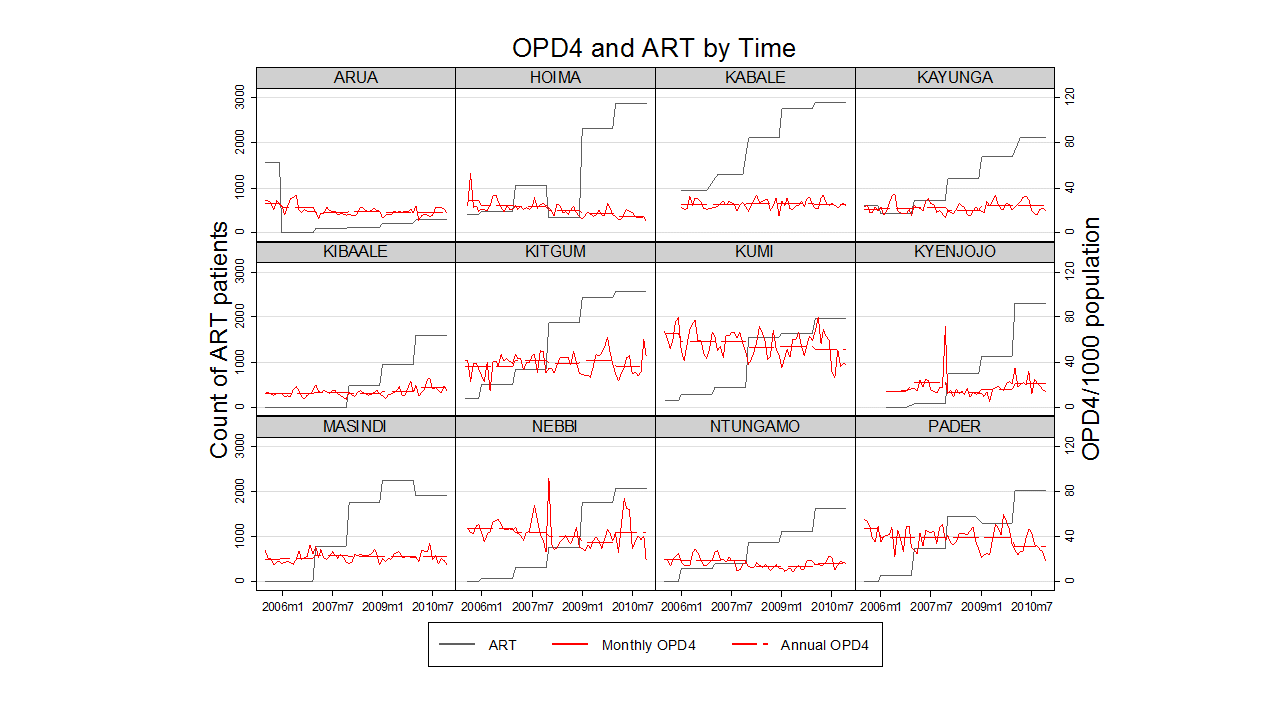 OPD4 and ART by Time
ARUA HOIMA KABALE KAYUNGA
3000 2000 1000 0
120 80 40 0
KIBAALE KITGUM KUMI KYENJOJO
3000 2000 1000 0
120 80 40 0
MASINDI NEBBI NTUNGAMO PADER
3000 2000 1000 0
120 80 40 0
Count of ART patients
OPD4/1000 population
2006m1 2007m7 2009m1 2010m7 2006m1 2007m7 2009m1 2010m7 2006m1 2007m7 2009m1 2010m7 2006m1 2007m7 2009m1 2010m7
ART Monthly OPD4 Annual OPD4